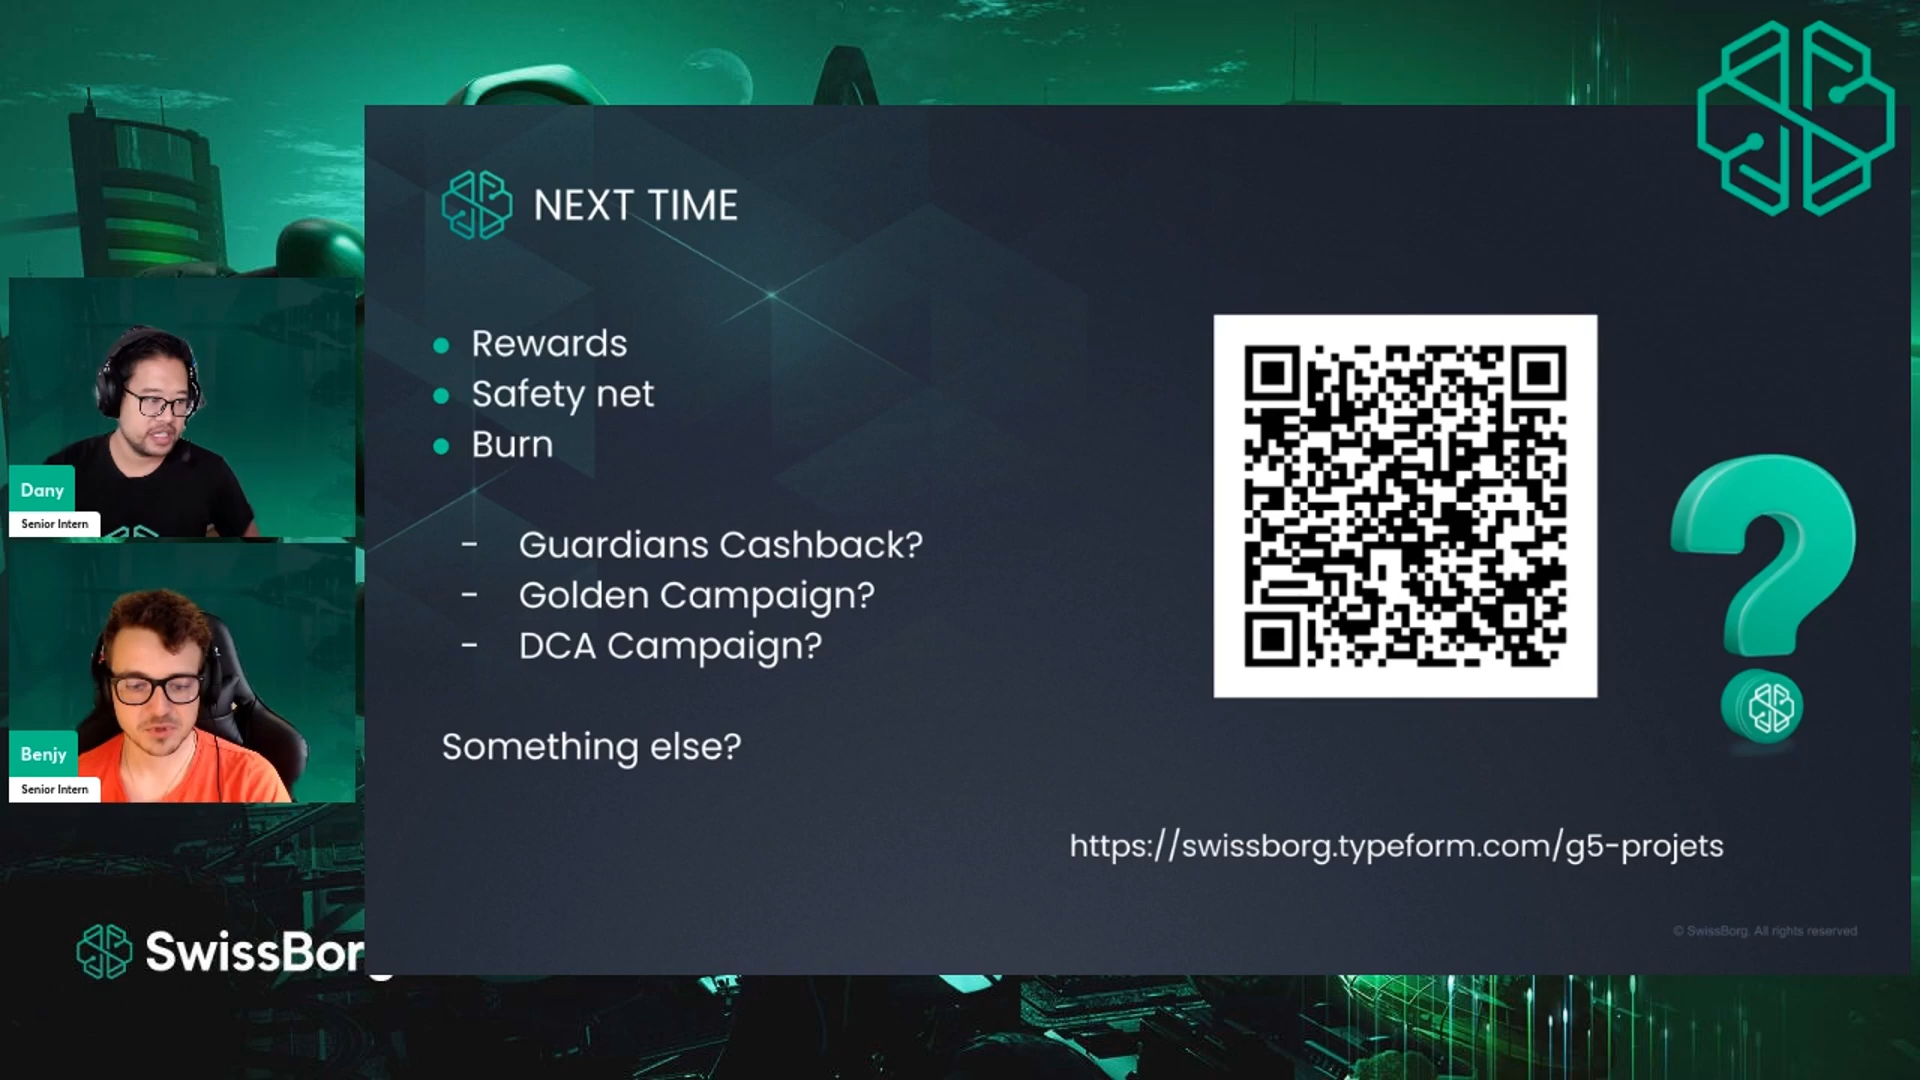 NEXT TIME
Rewards
Safety net
Burn
- Guardians Cashback?
- Golden Campaign?
- DCA Campaign?
Something else?
https://swissborg.typeform.com/g5-projets
© SwissBorg. All rights reserved
Dany
Senior Intern
Benjy
Senior Intern
SwissBorg